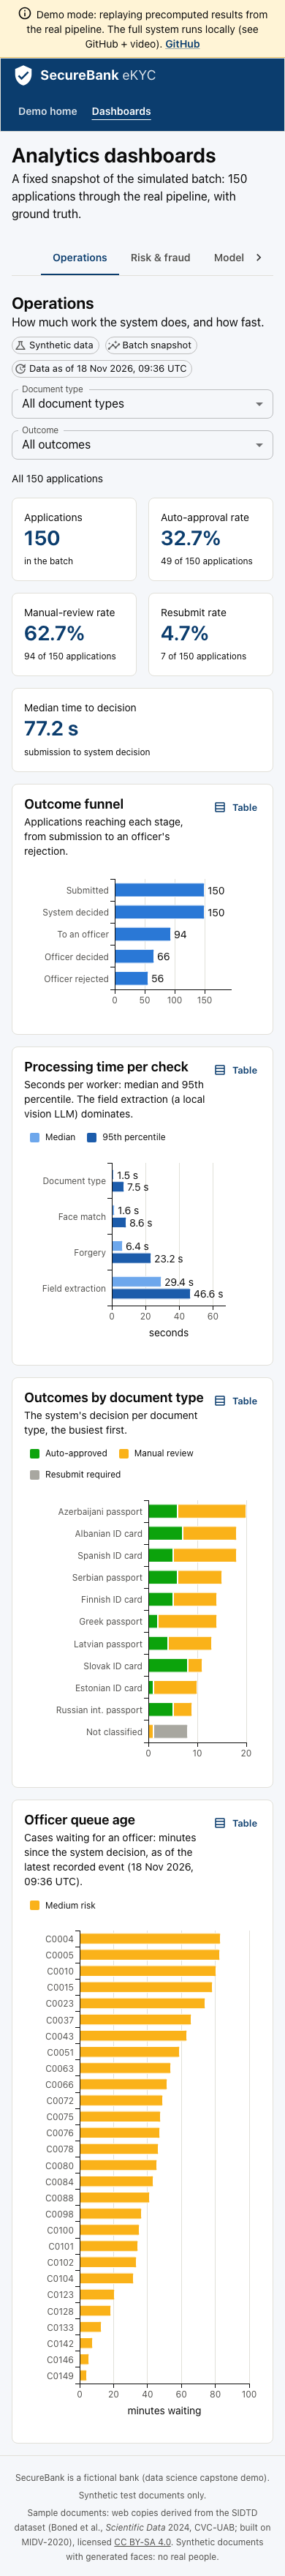 Demo mode: replaying precomputed results from
the real pipeline. The full system runs locally (see
GitHub + video). GitHub
SecureBank eKYC
Demo home Dashboards
Analytics dashboards
A fixed snapshot of the simulated batch: 150
applications through the real pipeline, with
ground truth.
Operations Risk & fraud Model
Operations
How much work the system does, and how fast.
Synthetic data Batch snapshot
Data as of 18 Nov 2026, 09:36 UTC
Document type
All document types
Outcome
All outcomes
All 150 applications
Applications
150
in the batch
Auto-approval rate
32.7%
49 of 150 applications
Manual-review rate
62.7%
94 of 150 applications
Resubmit rate
4.7%
7 of 150 applications
Median time to decision
77.2 s
submission to system decision
Outcome funnel
Table
Applications reaching each stage,
from submission to an officer's
rejection.
Submitted 150
System decided 150
To an officer 94
Officer decided 66
Officer rejected 56
0 50 100 150
Processing time per check
Table
Seconds per worker: median and 95th
percentile. The field extraction (a local
vision LLM) dominates.
Median 95th percentile
Document type 1.5 s
7.5 s
Face match 1.6 s
8.6 s
Forgery 6.4 s
23.2 s
Field extraction 29.4 s
46.6 s
0 20 40 60
seconds
Outcomes by document type
Table
The system's decision per document
type, the busiest first.
Auto-approved Manual review
Resubmit required
Azerbaijani passport
Albanian ID card
Spanish ID card
Serbian passport
Finnish ID card
Greek passport
Latvian passport
Slovak ID card
Estonian ID card
Russian int. passport
Not classified
0 10 20
Officer queue age
Table
Cases waiting for an officer: minutes
since the system decision, as of the
latest recorded event (18 Nov 2026,
09:36 UTC).
Medium risk
C0004
C0005
C0010
C0015
C0023
C0037
C0043
C0051
C0063
C0066
C0072
C0075
C0076
C0078
C0080
C0084
C0088
C0098
C0100
C0101
C0102
C0104
C0123
C0128
C0133
C0142
C0146
C0149
0 20 40 60 80 100
minutes waiting
SecureBank is a fictional bank (data science capstone demo).
Synthetic test documents only.
Sample documents: web copies derived from the SIDTD
dataset (Boned et al., Scientific Data 2024, CVC-UAB; built on
MIDV-2020), licensed CC BY-SA 4.0. Synthetic documents
with generated faces: no real people.